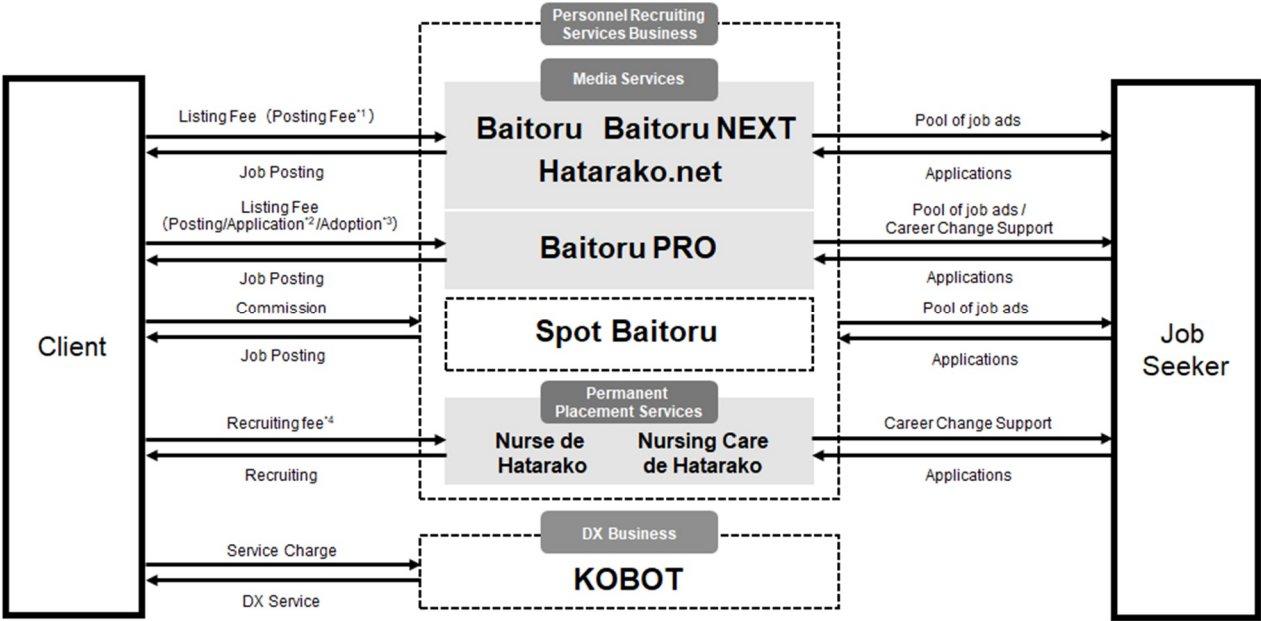 Personnel Recruiting
Services Business
Media Services
Listing Fee（Posting Fee*1）
Job Posting
Baitoru Baitoru NEXT
Hatarako.net
Pool of job ads
Applications
Listing Fee
（Posting/Application*2/Adoption*3）
Job Posting
Baitoru PRO
Pool of job ads /
Career Change Support
Applications
Commission
Job Posting
Spot Baitoru
Pool of job ads
Applications
Client
Job
Seeker
Permanent
Placement Services
Recruiting fee*4
Recruiting
Nurse de
Hatarako
Nursing Care
de Hatarako
Career Change Support
Applications
DX Business
Service Charge
DX Service
KOBOT